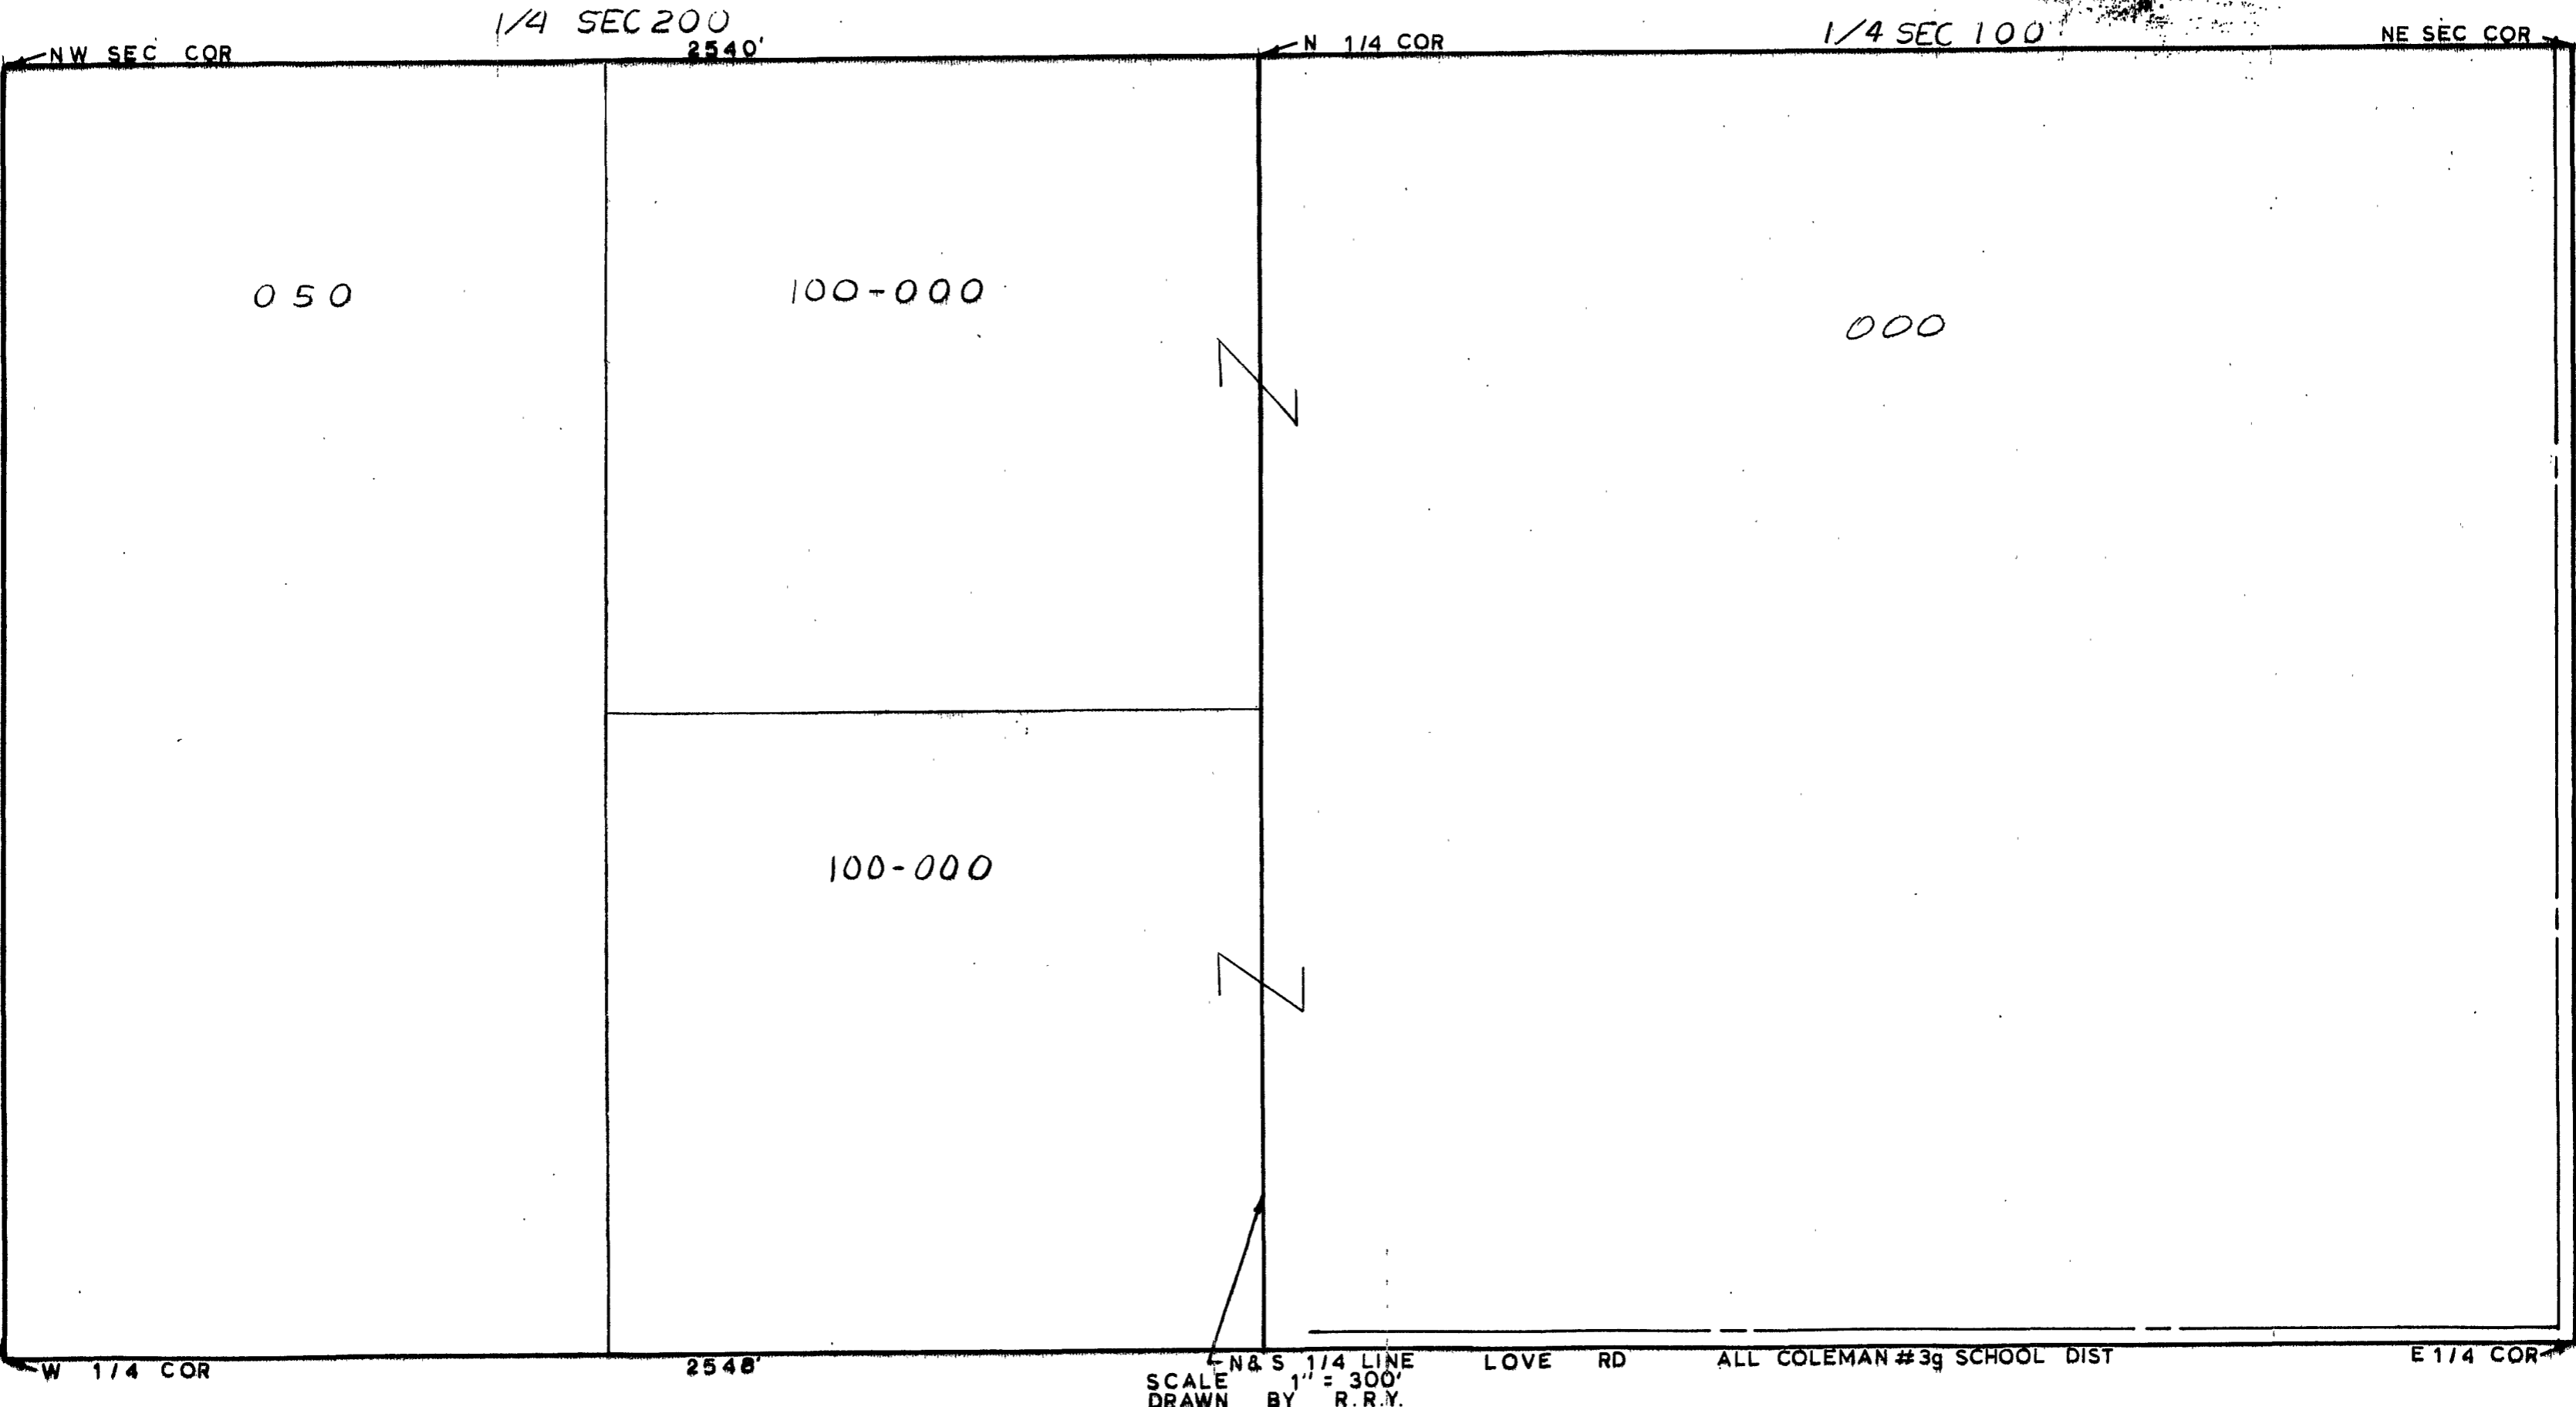 1/4 SEC 200
1/4 SEC 100
NW SEC COR
2540'
N 1/4 COR
NE SEC COR
050
100-000
000
100-000
W 1/4 COR
2548'
N & S 1/4 LINE
LOVE RD
ALL COLEMAN #3g SCHOOL DIST
E 1/4 COR
SCALE 1" = 300'
DRAWN BY R.R.Y.